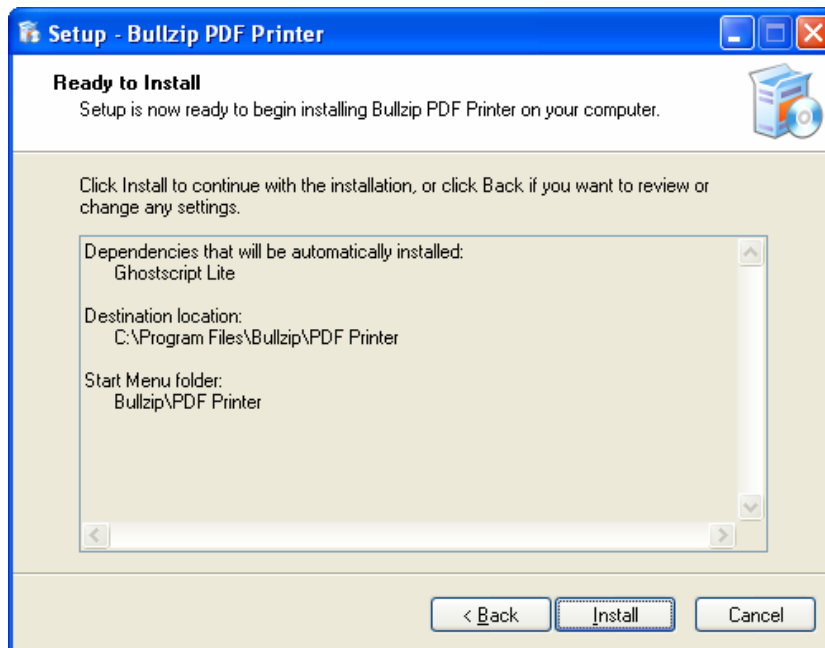 Setup - Bullzip PDF Printer
Ready to Install
Setup is now ready to begin installing Bullzip PDF Printer on your computer.
Click Install to continue with the installation, or click Back if you want to review or
change any settings.
Dependencies that will be automatically installed:
Ghostscript Lite
Destination location:
C:\Program Files\Bullzip\PDF Printer
Start Menu folder:
Bullzip\PDF Printer
< Back
Install
Cancel